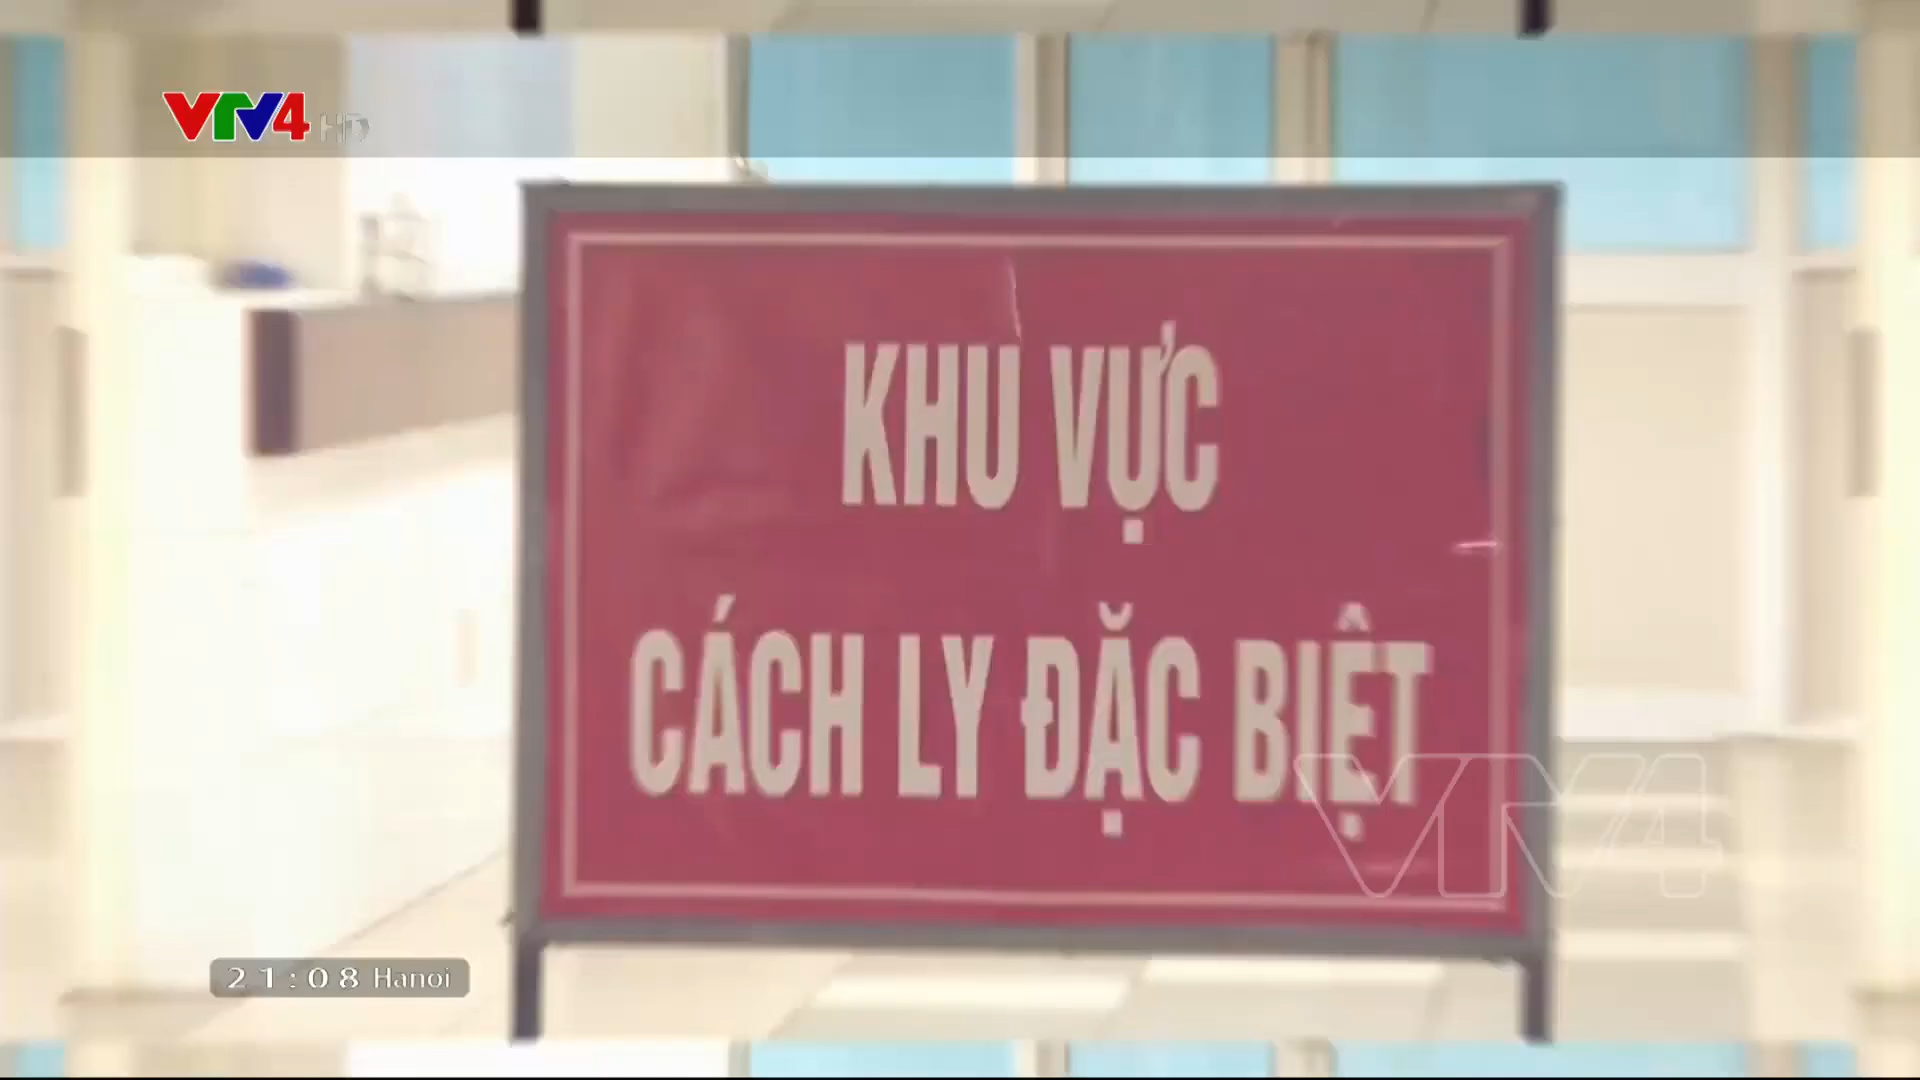 VTV4 HD
KHU VỰC
CÁCH LY ĐẶC BIỆT
VTV4
21:08 Hanoi